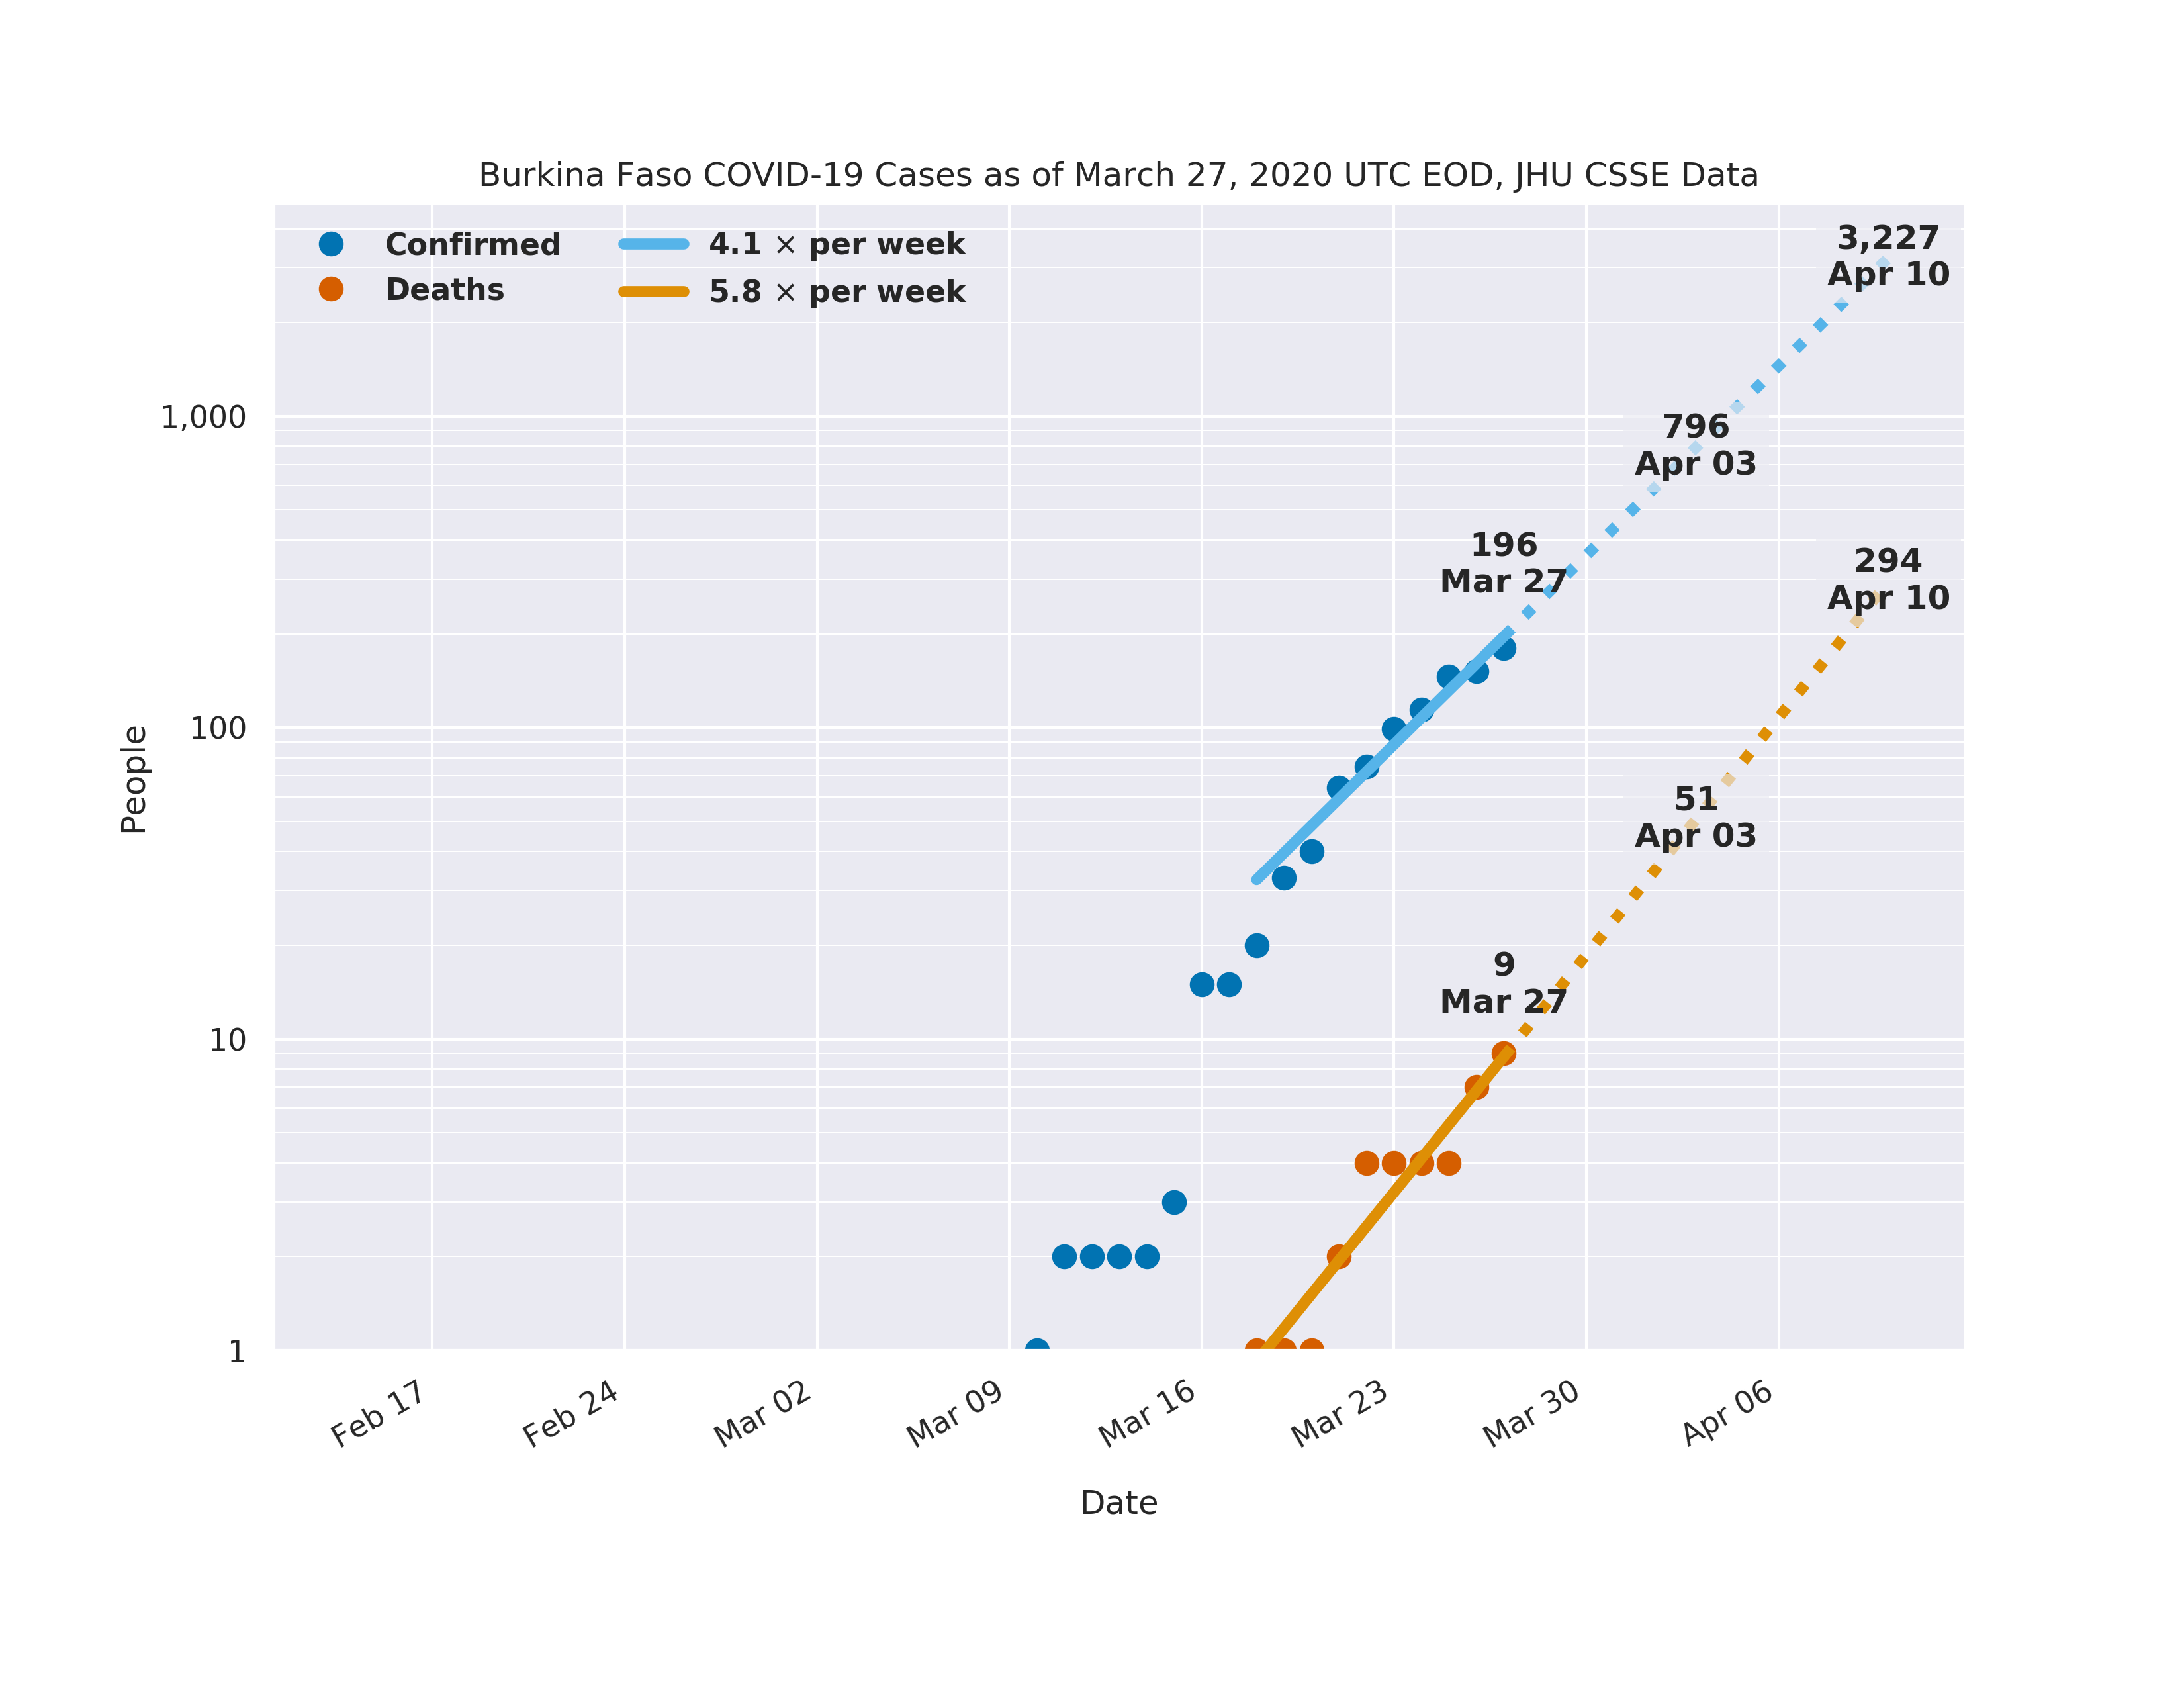 Burkina Faso COVID-19 Cases as of March 27, 2020 UTC EOD, JHU CSSE Data
Confirmed
Deaths
4.1 × per week
5.8 × per week
3,227
Apr 10
796
Apr 03
196
Mar 27
294
Apr 10
51
Apr 03
9
Mar 27
People
1,000
100
10
1
Feb 17
Feb 24
Mar 02
Mar 09
Mar 16
Mar 23
Mar 30
Apr 06
Date